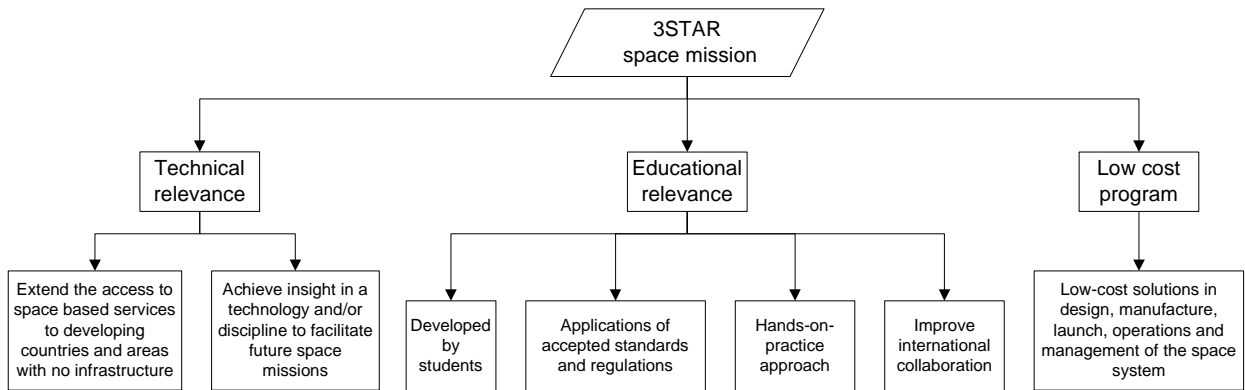 3STAR
space mission
Technical
relevance
Educational
relevance
Low cost
program
Extend the access to
space based services
to developing
countries and areas
with no infrastructure
Achieve insight in a
technology and/or
discipline to facilitate
future space
missions
Developed
by
students
Applications of
accepted standards
and regulations
Hands-on-
practice
approach
Improve
international
collaboration
Low-cost solutions in
design, manufacture,
launch, operations and
management of the space
system